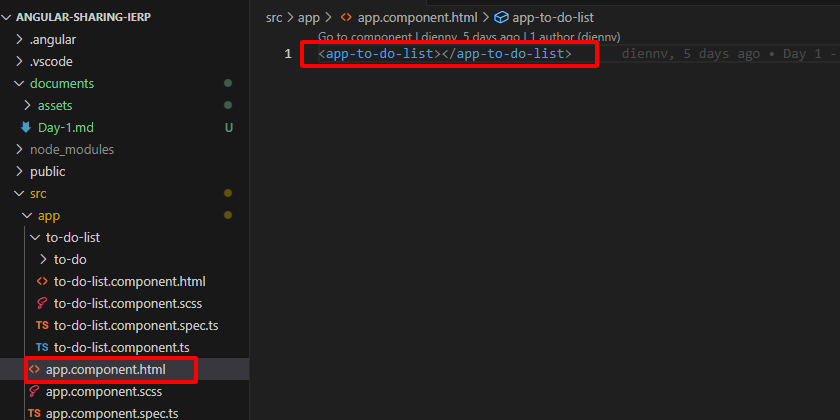 ANGULAR-SHARING-IERP
.angular
.vscode
documents
assets
Day-1.md U
node_modules
public
src
app
to-do-list
to-do
to-do-list.component.html
to-do-list.component.scss
TS to-do-list.component.spec.ts
TS to-do-list.component.ts
app.component.html
app.component.scss
TS app.component.spec.ts
src > app > app.component.html > app-to-do-list
Go to component | diennv, 5 days ago | 1 author (diennv)
1 <app-to-do-list></app-to-do-list> diennv, 5 days ago • Day 1 -